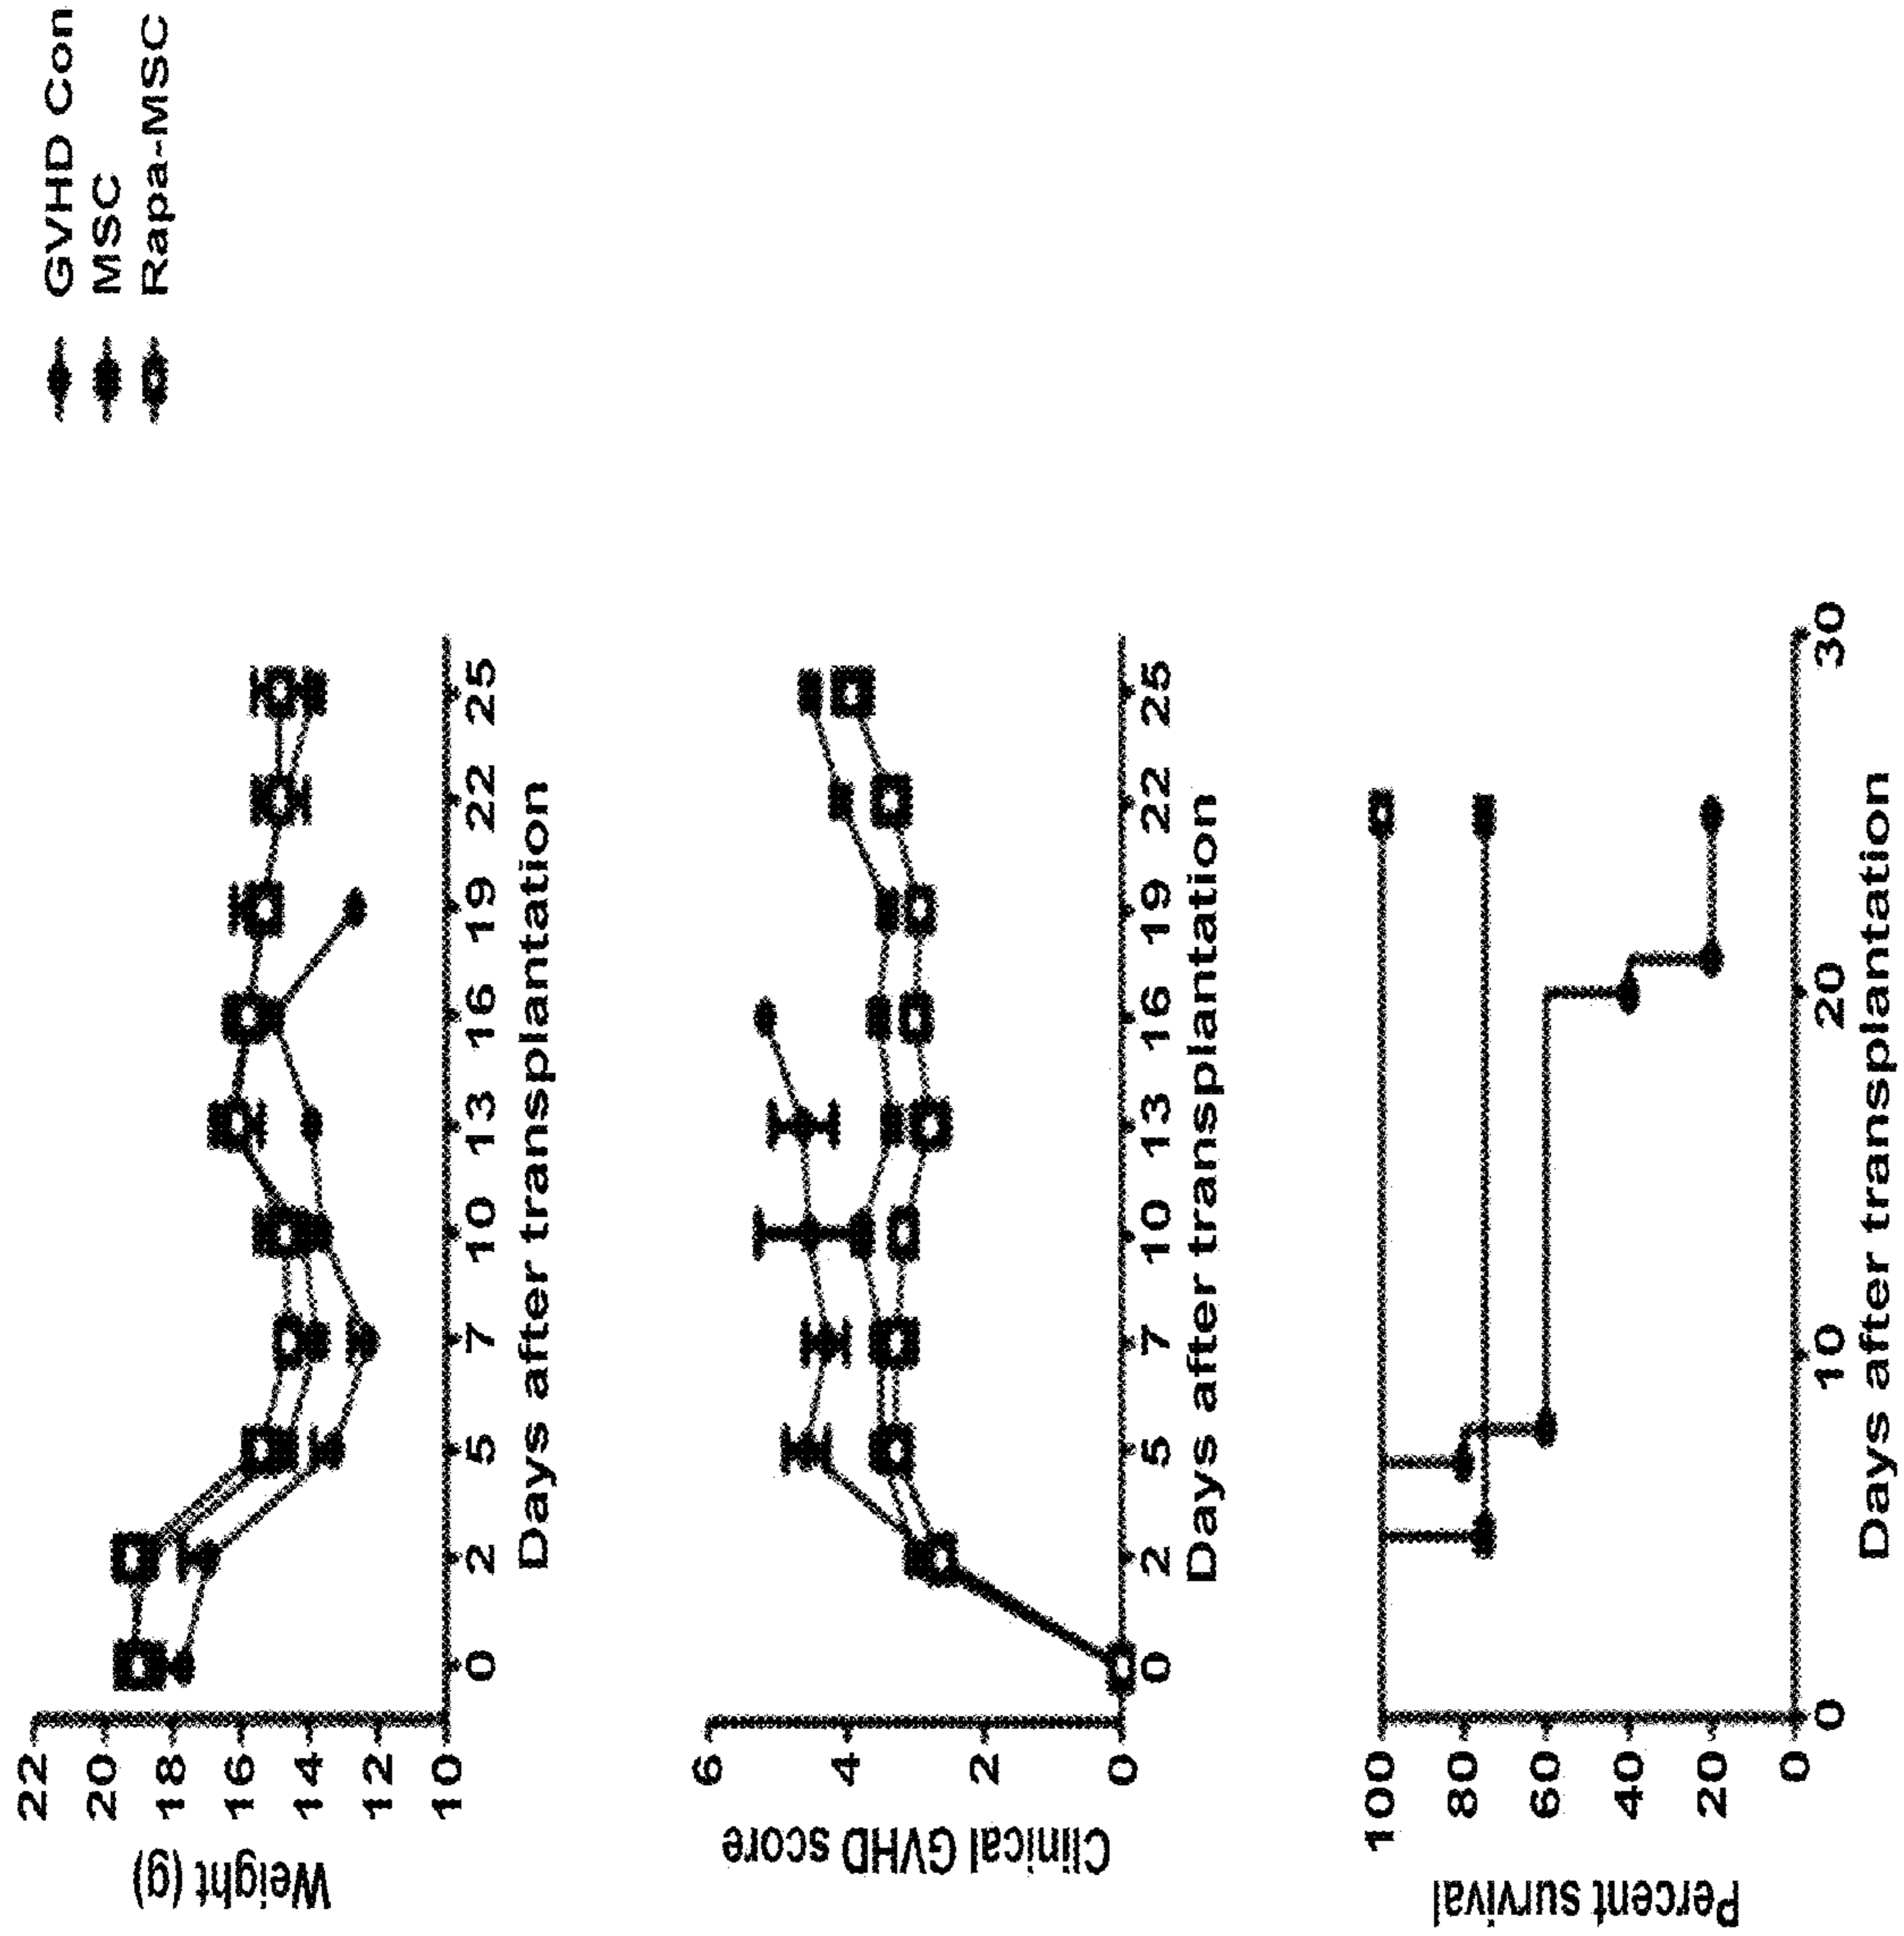 GVHD Con
MSC
Rapa-MSC
Weight (g)
22
20
18
16
14
12
10
0 2 5 7 10 13 16 19 22 25
Days after transplantation
Clinical GVHD score
6
4
2
0
0 2 5 7 10 13 16 19 22 25
Days after transplantation
Percent survival
100
80
60
40
20
0
0 10 20 30
Days after transplantation